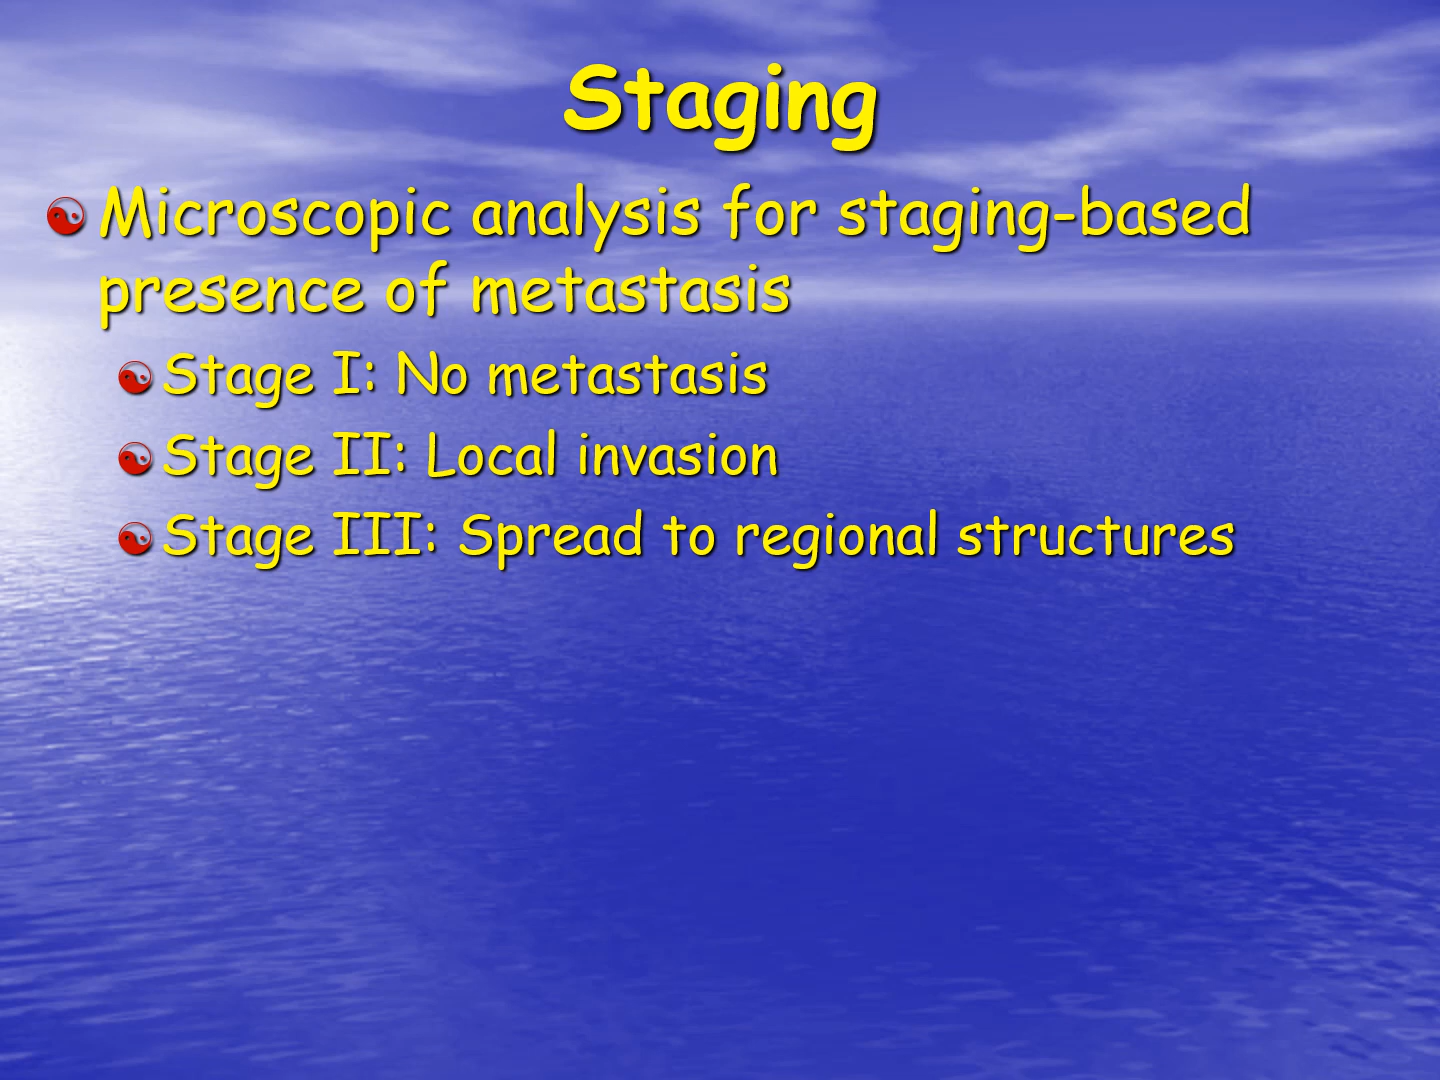 Staging
Microscopic analysis for staging-based
presence of metastasis
Stage I: No metastasis
Stage II: Local invasion
Stage III: Spread to regional structures